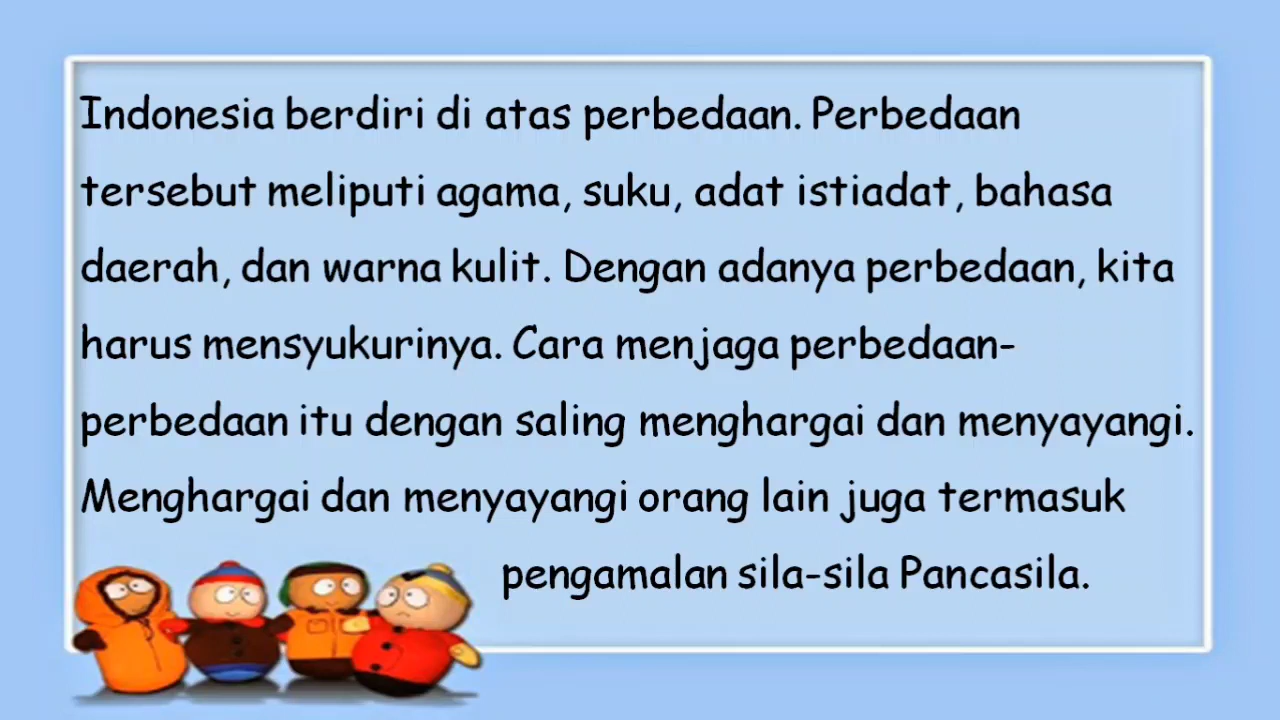 Indonesia berdiri di atas perbedaan. Perbedaan
tersebut meliputi agama, suku, adat istiadat, bahasa
daerah, dan warna kulit. Dengan adanya perbedaan, kita
harus mensyukurinya. Cara menjaga perbedaan-
perbedaan itu dengan saling menghargai dan menyayangi.
Menghargai dan menyayangi orang lain juga termasuk
pengamalan sila-sila Pancasila.